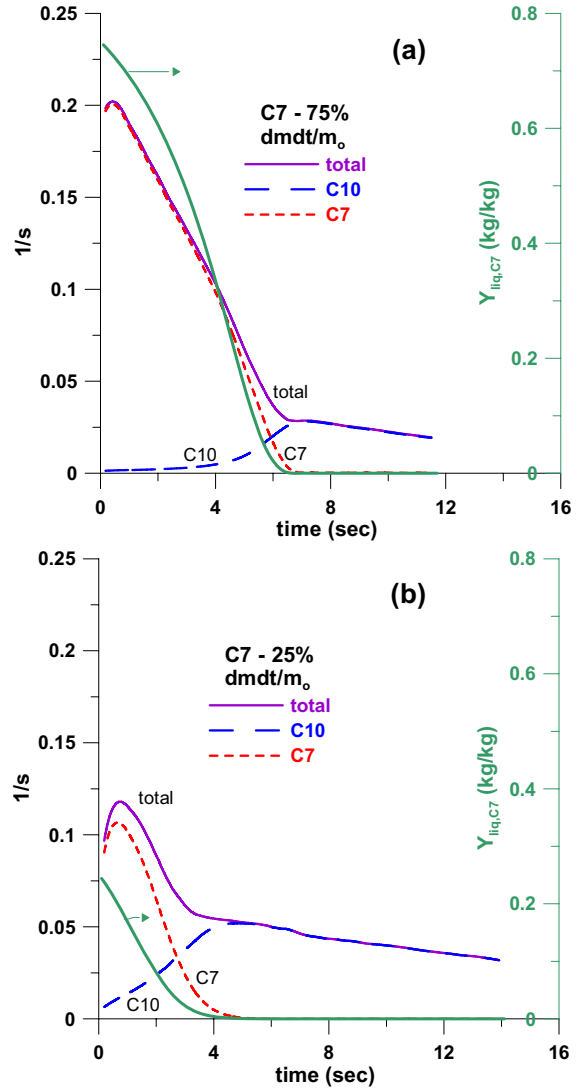 (a)
C7 - 75%
dmdt/mo
total
C10
C7
0.25
0.2
0.15
0.1
0.05
0
1/s
0.8
0.6
0.4
0.2
0
Yliq,C7 (kg/kg)
total
C10
C7
0 4 8 12 16
time (sec)
(b)
C7 - 25%
dmdt/mo
total
C10
C7
0.25
0.2
0.15
0.1
0.05
0
1/s
0.8
0.6
0.4
0.2
0
Yliq,C7 (kg/kg)
total
C7
C10
0 4 8 12 16
time (sec)